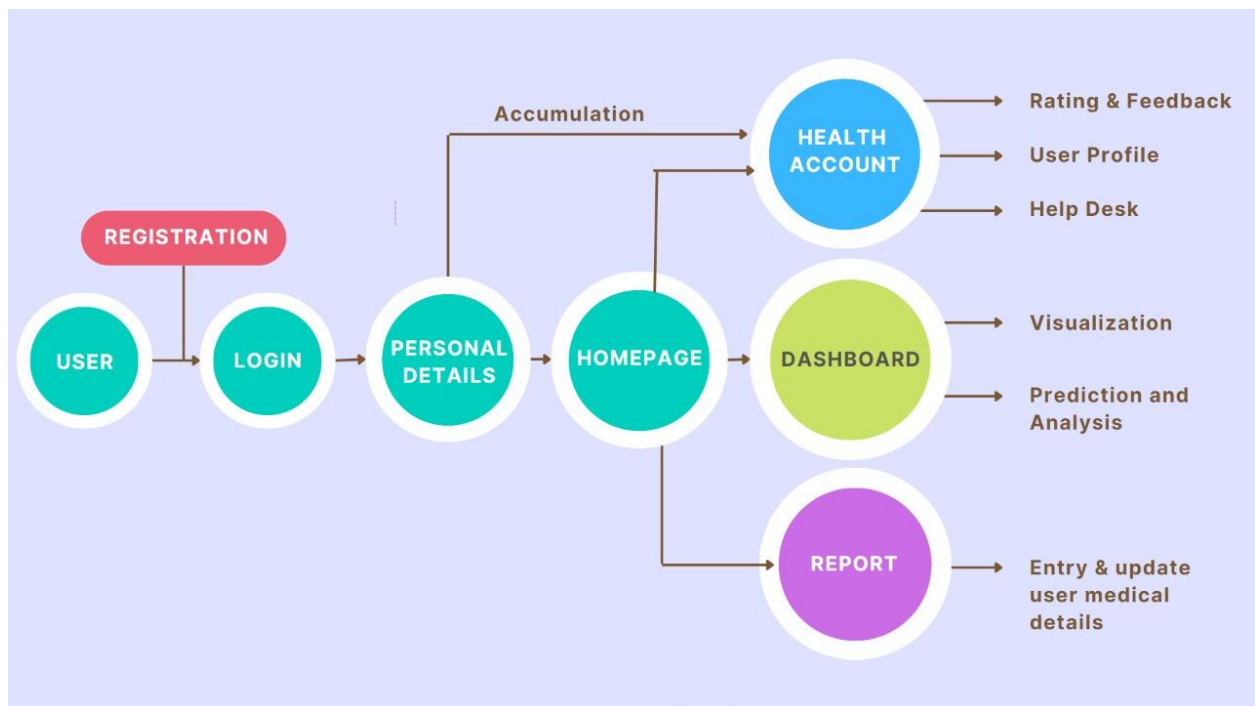 Accumulation
HEALTH
ACCOUNT
Rating & Feedback
User Profile
Help Desk
REGISTRATION
USER
LOGIN
PERSONAL
DETAILS
HOMEPAGE
DASHBOARD
Visualization
Prediction and
Analysis
REPORT
Entry & update
user medical
details